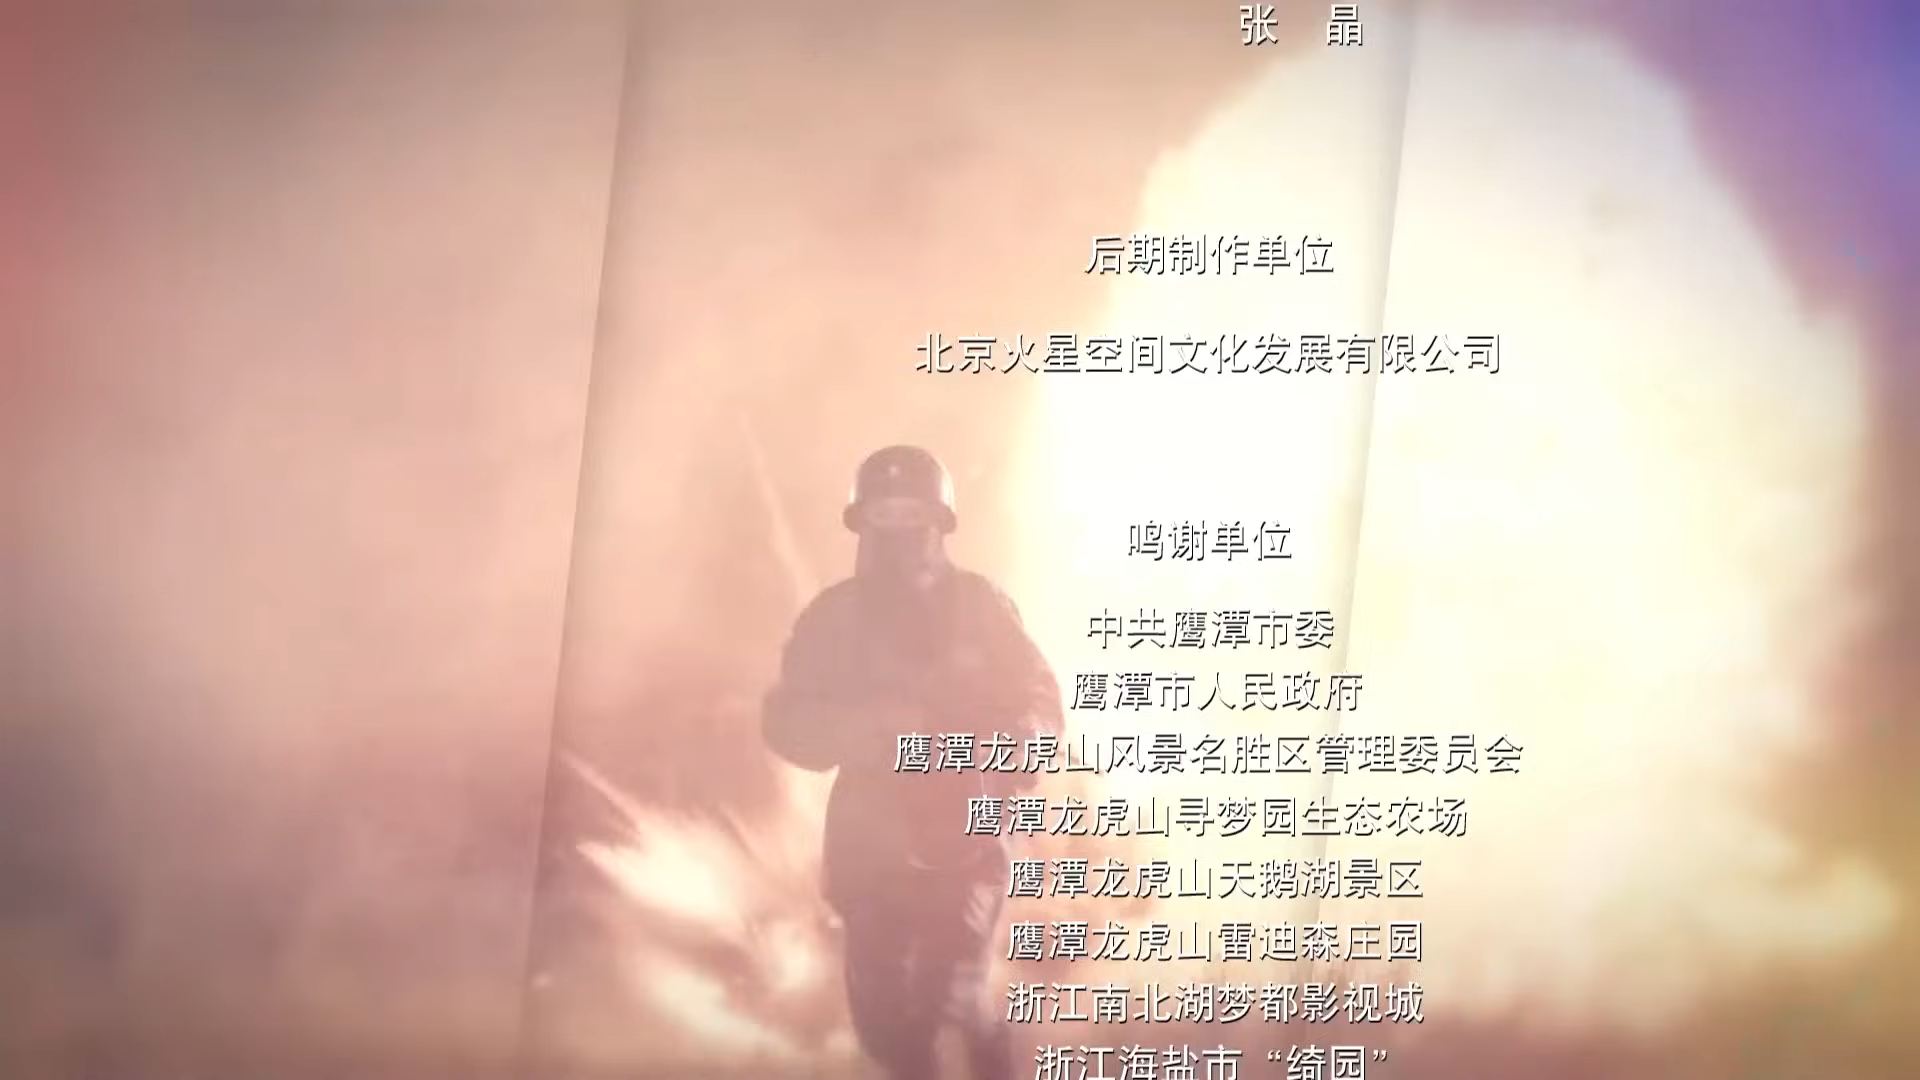 张 晶
后期制作单位
北京火星空间文化发展有限公司
鸣谢单位
中共鹰潭市委
鹰潭市人民政府
鹰潭龙虎山风景名胜区管理委员会
鹰潭龙虎山寻梦园生态农场
鹰潭龙虎山天鹅湖景区
鹰潭龙虎山雷迪森庄园
浙江南北湖梦都影视城
浙江海盐市“绮园”